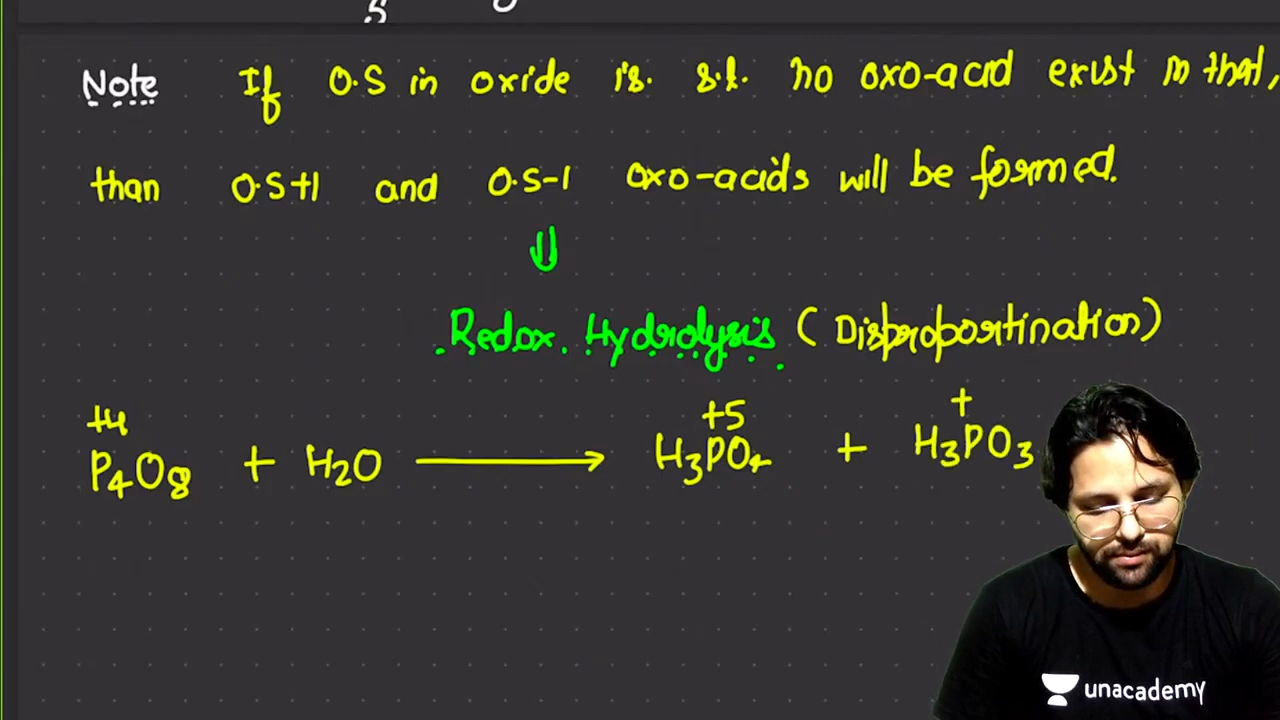 Note If O.S in oxide is. s.t. no oxo-acid exist in that,
than O.S+1 and O.S-1 oxo-acids will be formed.
⇓
Redox. Hydrolysis (Disproportination)
+4 +5 +
P4O8 + H2O ⟶ H3PO4 + H3PO3
unacademy